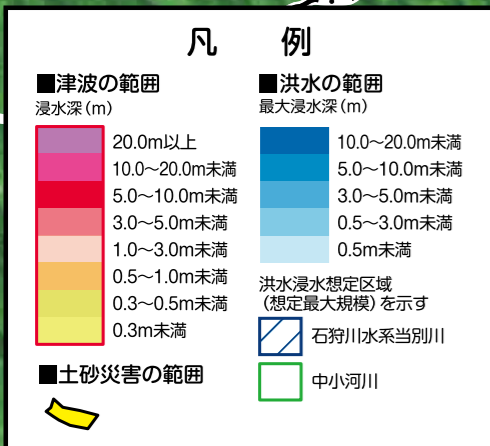 凡 例
■津波の範囲
浸水深(m)
20.0m以上
10.0〜20.0m未満
5.0〜10.0m未満
3.0〜5.0m未満
1.0〜3.0m未満
0.5〜1.0m未満
0.3〜0.5m未満
0.3m未満
■土砂災害の範囲
■洪水の範囲
最大浸水深(m)
10.0〜20.0m未満
5.0〜10.0m未満
3.0〜5.0m未満
0.5〜3.0m未満
0.5m未満
洪水浸水想定区域
(想定最大規模)を示す
石狩川水系当別川
中小河川